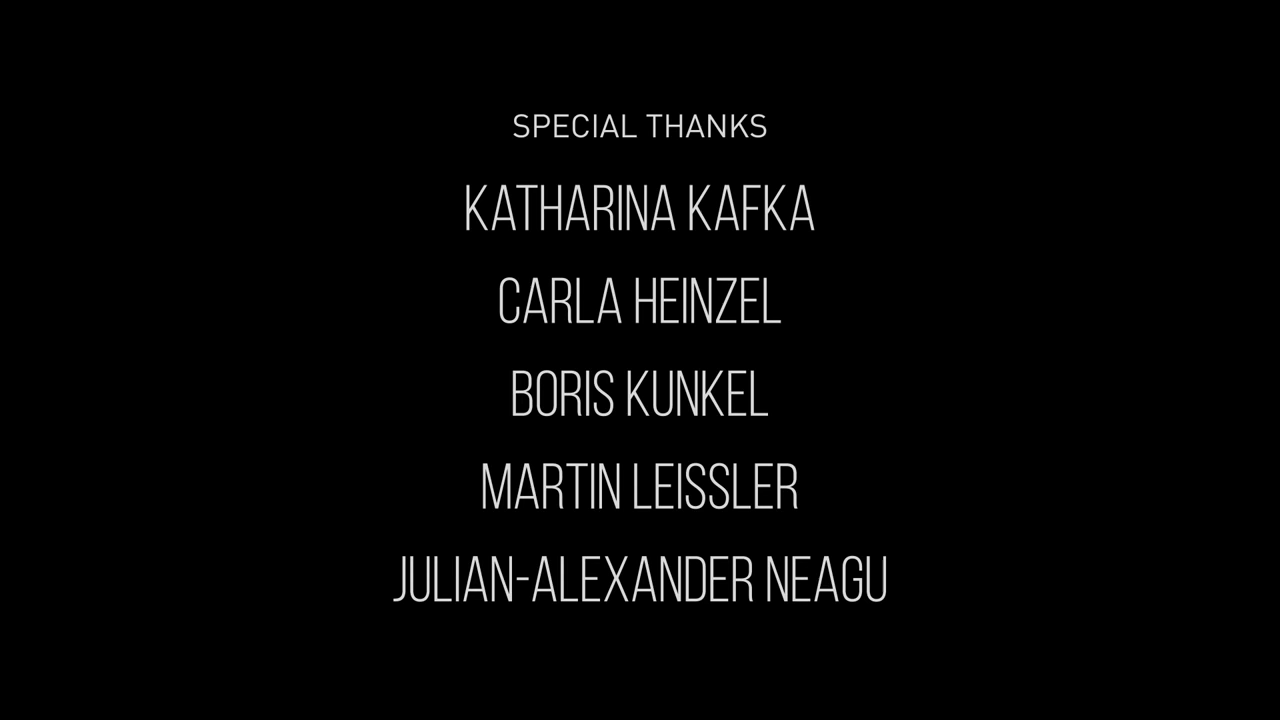 SPECIAL THANKS
KATHARINA KAFKA
CARLA HEINZEL
BORIS KUNKEL
MARTIN LEISSLER
JULIAN-ALEXANDER NEAGU